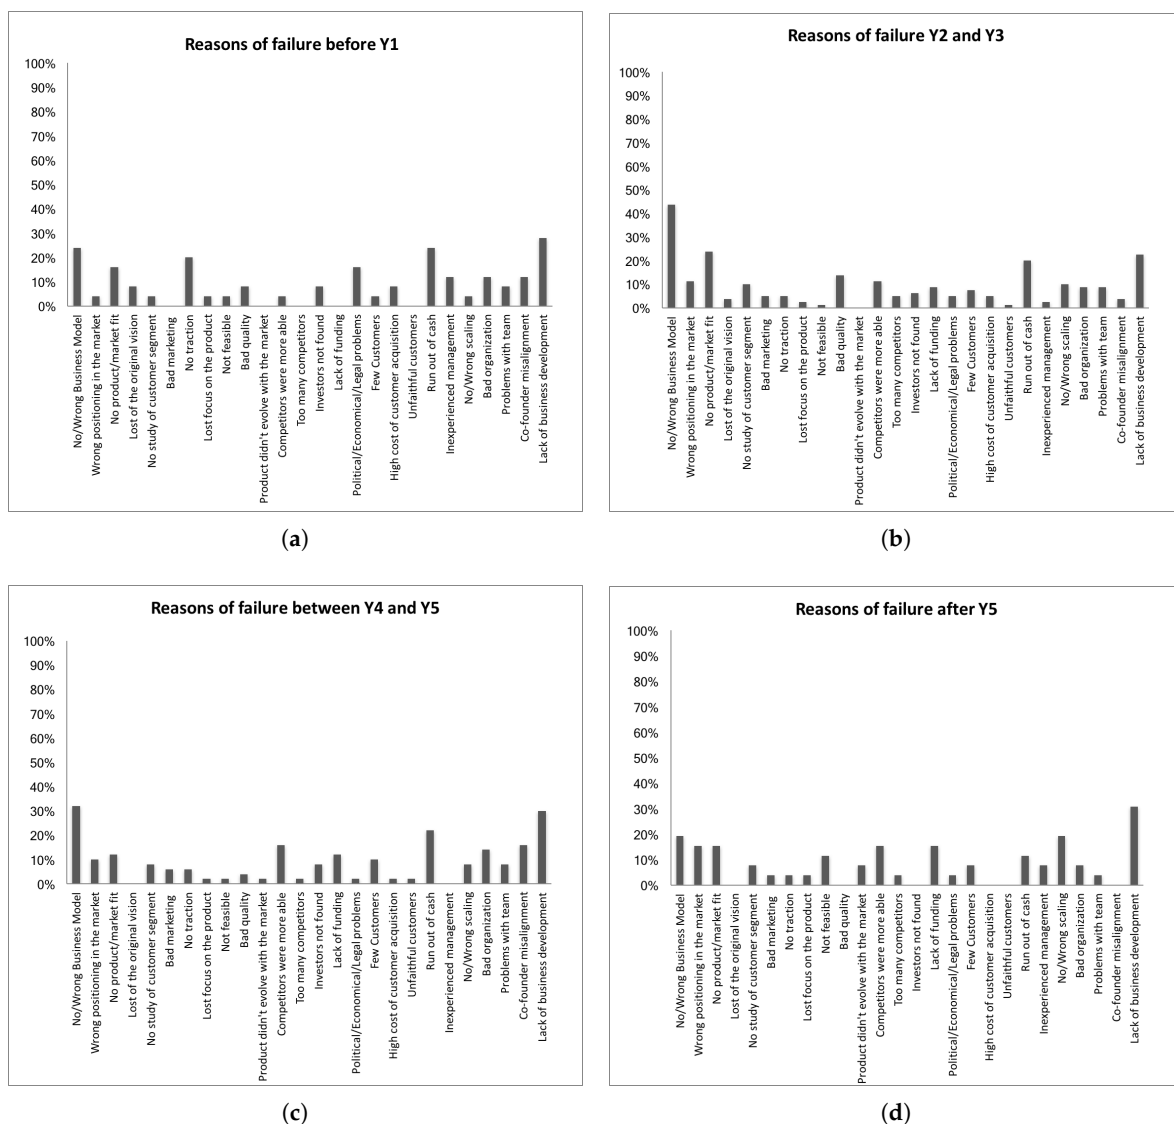 Reasons of failure before Y1
100%
90%
80%
70%
60%
50%
40%
30%
20%
10%
0%
No/Wrong Business Model
Wrong positioning in the market
No product/market fit
Lost of the original vision
No study of customer segment
Bad marketing
No traction
Lost focus on the product
Not feasible
Bad quality
Product didn't evolve with the market
Competitors were more able
Too many competitors
Investors not found
Lack of funding
Political/Economical/Legal problems
Few Customers
High cost of customer acquisition
Unfaithful customers
Run out of cash
Inexperienced management
No/Wrong scaling
Bad organization
Problems with team
Co-founder misalignment
Lack of business development
(a)
Reasons of failure Y2 and Y3
100%
90%
80%
70%
60%
50%
40%
30%
20%
10%
0%
No/Wrong Business Model
Wrong positioning in the market
No product/market fit
Lost of the original vision
No study of customer segment
Bad marketing
No traction
Lost focus on the product
Not feasible
Bad quality
Product didn't evolve with the market
Competitors were more able
Too many competitors
Investors not found
Lack of funding
Political/Economical/Legal problems
Few Customers
High cost of customer acquisition
Unfaithful customers
Run out of cash
Inexperienced management
No/Wrong scaling
Bad organization
Problems with team
Co-founder misalignment
Lack of business development
(b)
Reasons of failure between Y4 and Y5
100%
90%
80%
70%
60%
50%
40%
30%
20%
10%
0%
No/Wrong Business Model
Wrong positioning in the market
No product/market fit
Lost of the original vision
No study of customer segment
Bad marketing
No traction
Lost focus on the product
Not feasible
Bad quality
Product didn't evolve with the market
Competitors were more able
Too many competitors
Investors not found
Lack of funding
Political/Economical/Legal problems
Few Customers
High cost of customer acquisition
Unfaithful customers
Run out of cash
Inexperienced management
No/Wrong scaling
Bad organization
Problems with team
Co-founder misalignment
Lack of business development
(c)
Reasons of failure after Y5
100%
90%
80%
70%
60%
50%
40%
30%
20%
10%
0%
No/Wrong Business Model
Wrong positioning in the market
No product/market fit
Lost of the original vision
No study of customer segment
Bad marketing
No traction
Lost focus on the product
Not feasible
Bad quality
Product didn't evolve with the market
Competitors were more able
Too many competitors
Investors not found
Lack of funding
Political/Economical/Legal problems
Few Customers
High cost of customer acquisition
Unfaithful customers
Run out of cash
Inexperienced management
No/Wrong scaling
Bad organization
Problems with team
Co-founder misalignment
Lack of business development
(d)